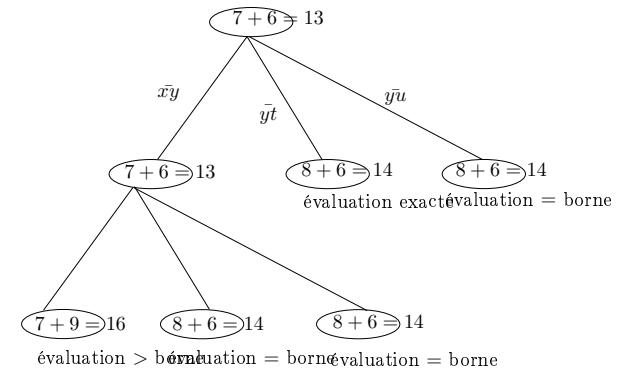 7 + 6 = 13
x̄y
ȳt
ȳu
7 + 6 = 13
8 + 6 = 14
8 + 6 = 14
évaluation exacte
évaluation = borne
7 + 9 = 16
8 + 6 = 14
8 + 6 = 14
évaluation > borne
évaluation = borne
évaluation = borne